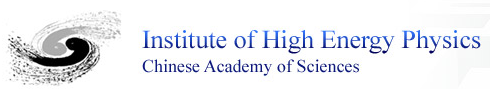 Institute of High Energy Physics
Chinese Academy of Sciences